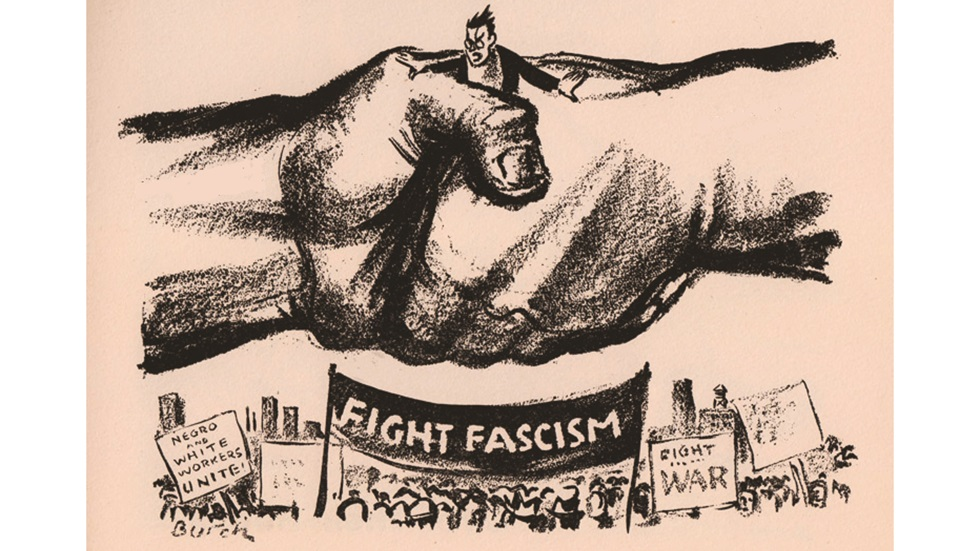 FIGHT FASCISM
NEGRO
AND
WHITE
WORKERS
UNITE!
FIGHT
WAR
Burck